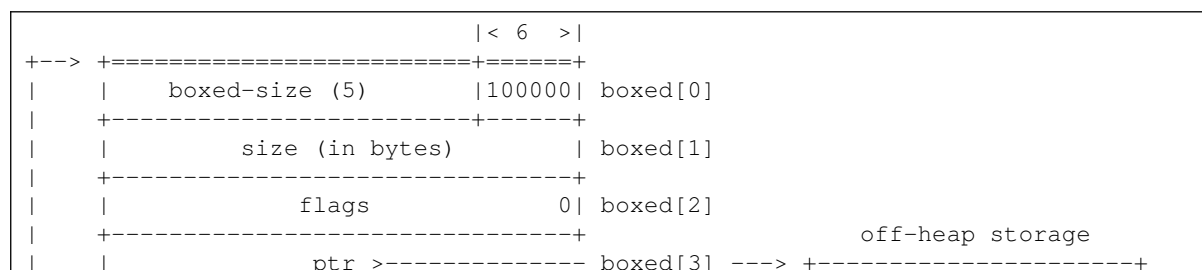 |< 6  >|
+--> +=========================+======+
|    |    boxed-size (5)       |100000| boxed[0]
|    +-------------------------+------+
|    |         size (in bytes)        | boxed[1]
|    +--------------------------------+
|    |             flags             0| boxed[2]
|    +--------------------------------+                   off-heap storage
|    |              ptr >-------------- boxed[3] ---> +----------------------+